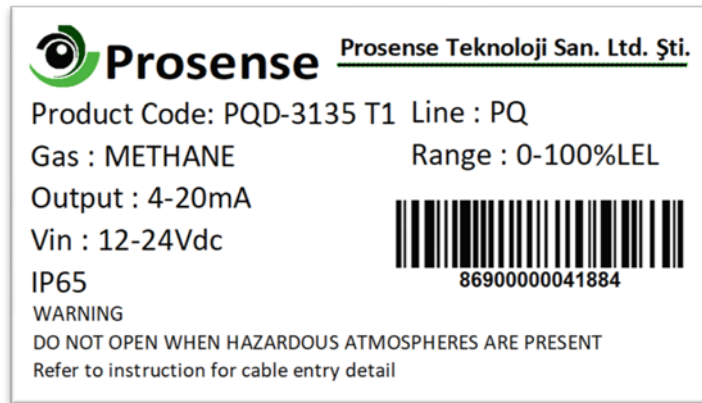 Prosense Prosense Teknoloji San. Ltd. Şti.
Product Code: PQD-3135 T1 Line : PQ
Gas : METHANE Range : 0-100%LEL
Output : 4-20mA
Vin : 12-24Vdc
86900000041884
IP65
WARNING
DO NOT OPEN WHEN HAZARDOUS ATMOSPHERES ARE PRESENT
Refer to instruction for cable entry detail